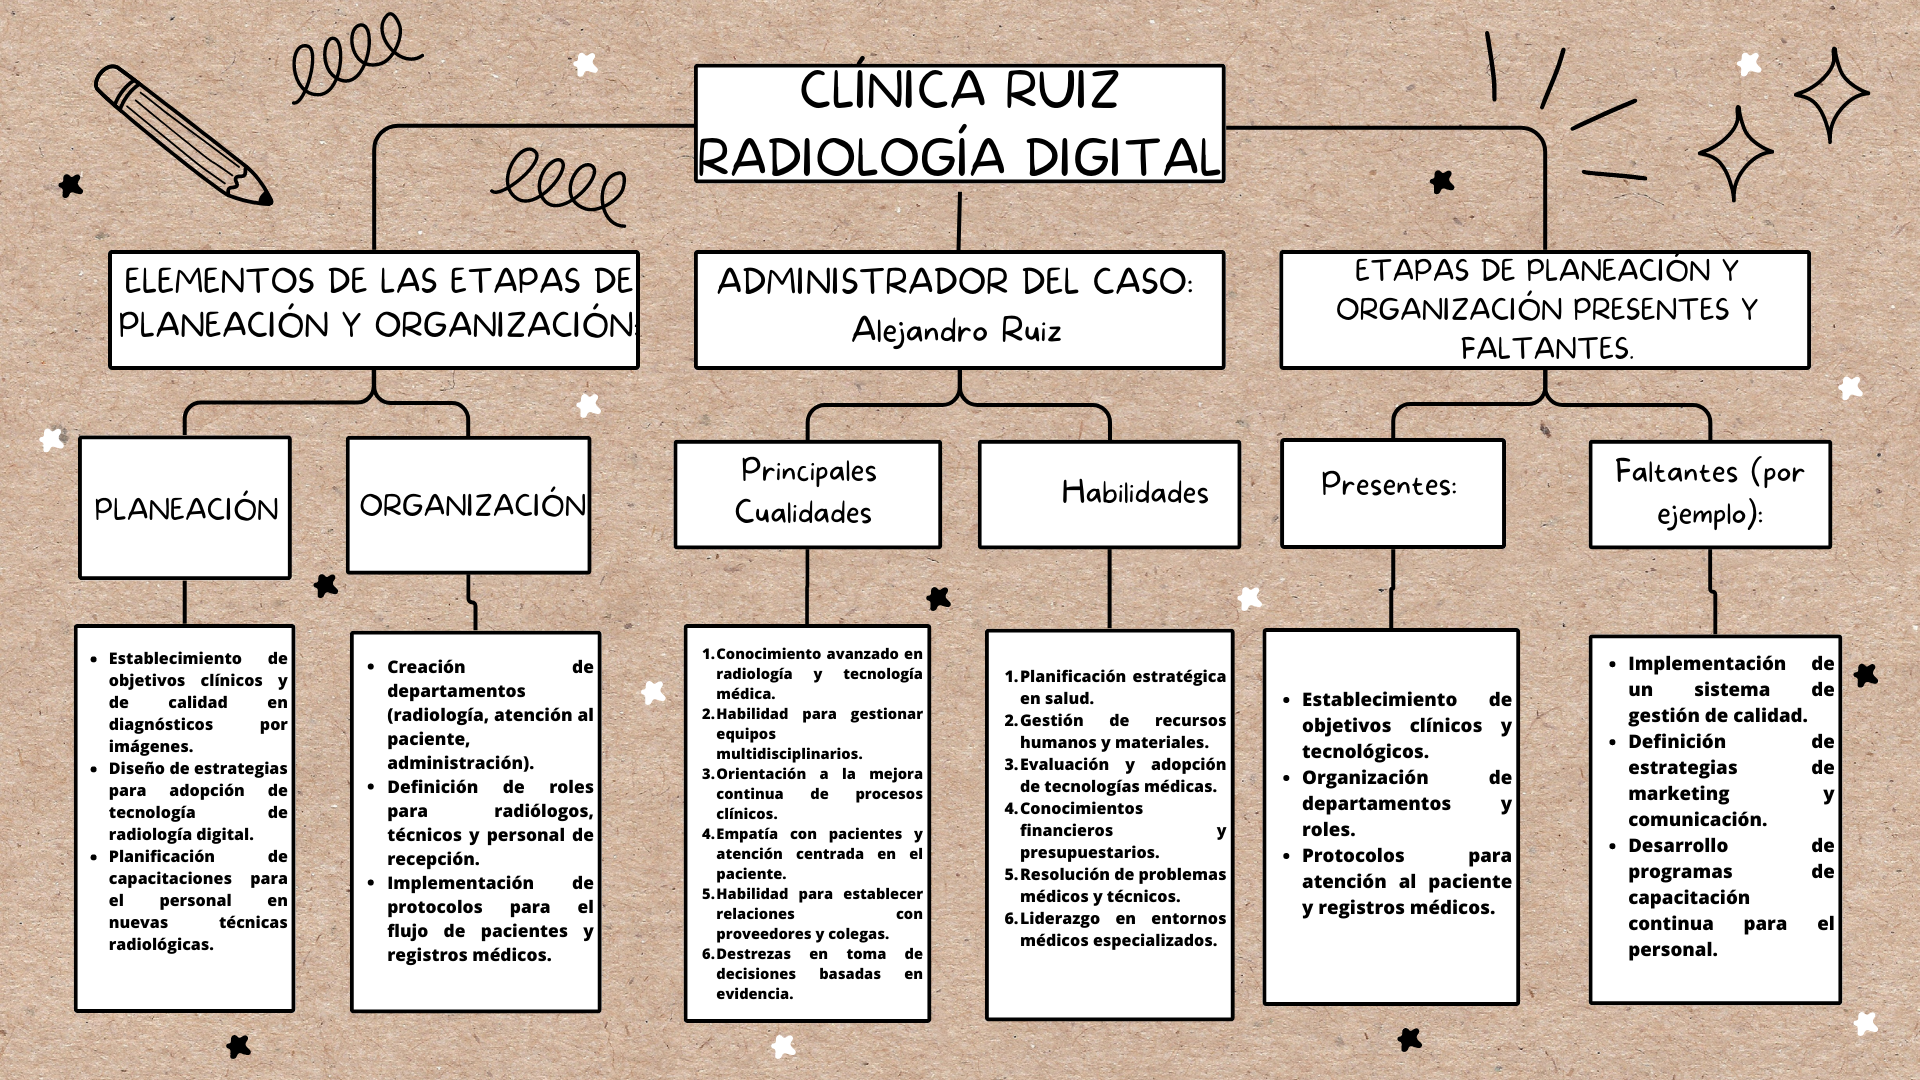 CLÍNICA RUIZ
RADIOLOGÍA DIGITAL
ELEMENTOS DE LAS ETAPAS DE
PLANEACIÓN Y ORGANIZACIÓN:
ADMINISTRADOR DEL CASO:
Alejandro Ruiz
ETAPAS DE PLANEACIÓN Y
ORGANIZACIÓN PRESENTES Y
FALTANTES.
PLANEACIÓN
ORGANIZACIÓN
Principales
Cualidades
Habilidades
Presentes:
Faltantes (por
ejemplo):
• Establecimiento de
objetivos clínicos y
de calidad en
diagnósticos por
imágenes.
• Diseño de estrategias
para adopción de
tecnología de
radiología digital.
• Planificación de
capacitaciones para
el personal en
nuevas técnicas
radiológicas.
• Creación de
departamentos
(radiología, atención al
paciente,
administración).
• Definición de roles
para radiólogos,
técnicos y personal de
recepción.
• Implementación de
protocolos para el
flujo de pacientes y
registros médicos.
1. Conocimiento avanzado en
radiología y tecnología
médica.
2. Habilidad para gestionar
equipos
multidisciplinarios.
3. Orientación a la mejora
continua de procesos
clínicos.
4. Empatía con pacientes y
atención centrada en el
paciente.
5. Habilidad para establecer
relaciones con
proveedores y colegas.
6. Destrezas en toma de
decisiones basadas en
evidencia.
1. Planificación estratégica
en salud.
2. Gestión de recursos
humanos y materiales.
3. Evaluación y adopción
de tecnologías médicas.
4. Conocimientos
financieros y
presupuestarios.
5. Resolución de problemas
médicos y técnicos.
6. Liderazgo en entornos
médicos especializados.
• Establecimiento de
objetivos clínicos y
tecnológicos.
• Organización de
departamentos y
roles.
• Protocolos para
atención al paciente
y registros médicos.
• Implementación de
un sistema de
gestión de calidad.
• Definición de
estrategias de
marketing y
comunicación.
• Desarrollo de
programas de
capacitación
continua para el
personal.